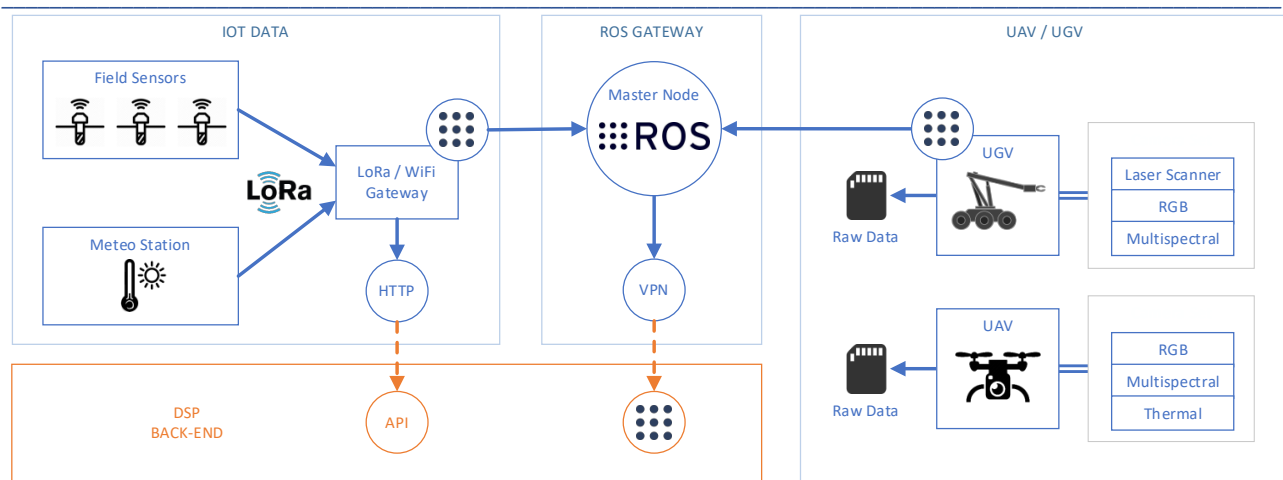 IOT DATA
Field Sensors
LoRa
LoRa / WiFi
Gateway
Meteo Station
HTTP
ROS GATEWAY
Master Node
ROS
VPN
UAV / UGV
UGV
Raw Data
Laser Scanner
RGB
Multispectral
UAV
Raw Data
RGB
Multispectral
Thermal
DSP
BACK-END
API